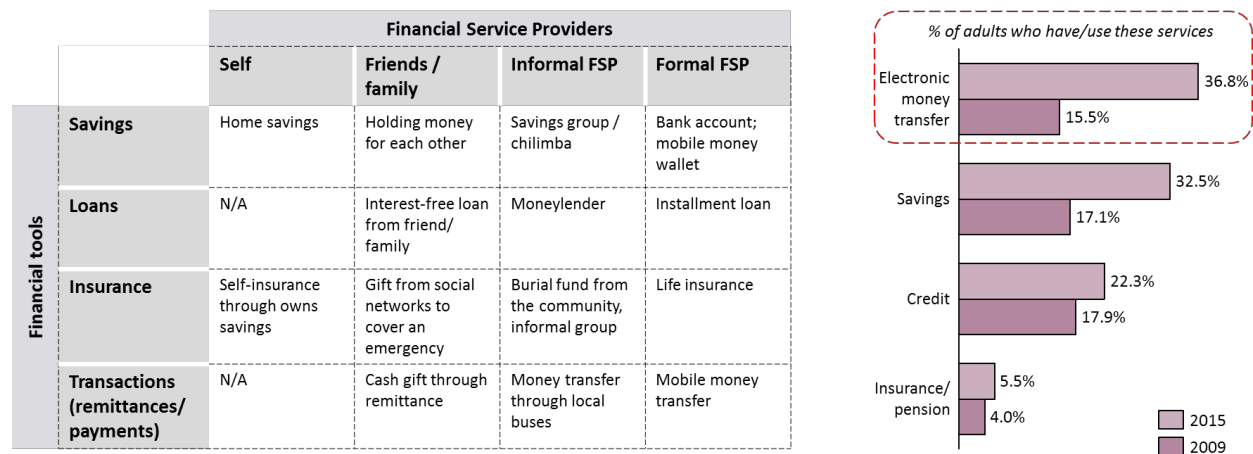 Financial Service Providers
Self
Friends /
family
Informal FSP
Formal FSP
Financial tools
Savings
Home savings
Holding money
for each other
Savings group /
chilimba
Bank account;
mobile money
wallet
Loans
N/A
Interest-free loan
from friend/
family
Moneylender
Installment loan
Insurance
Self-insurance
through owns
savings
Gift from social
networks to
cover an
emergency
Burial fund from
the community,
informal group
Life insurance
Transactions
(remittances/
payments)
N/A
Cash gift through
remittance
Money transfer
through local
buses
Mobile money
transfer
% of adults who have/use these services
Electronic
money
transfer
36.8%
15.5%
Savings
32.5%
17.1%
Credit
22.3%
17.9%
Insurance/
pension
5.5%
4.0%
2015
2009